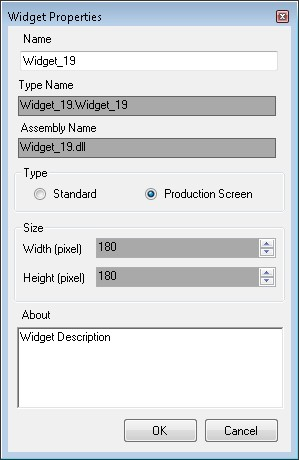 Widget Properties
Name
Widget_19
Type Name
Widget_19.Widget_19
Assembly Name
Widget_19.dll
Type
Standard
Production Screen
Size
Width (pixel)
180
Height (pixel)
180
About
Widget Description
OK
Cancel